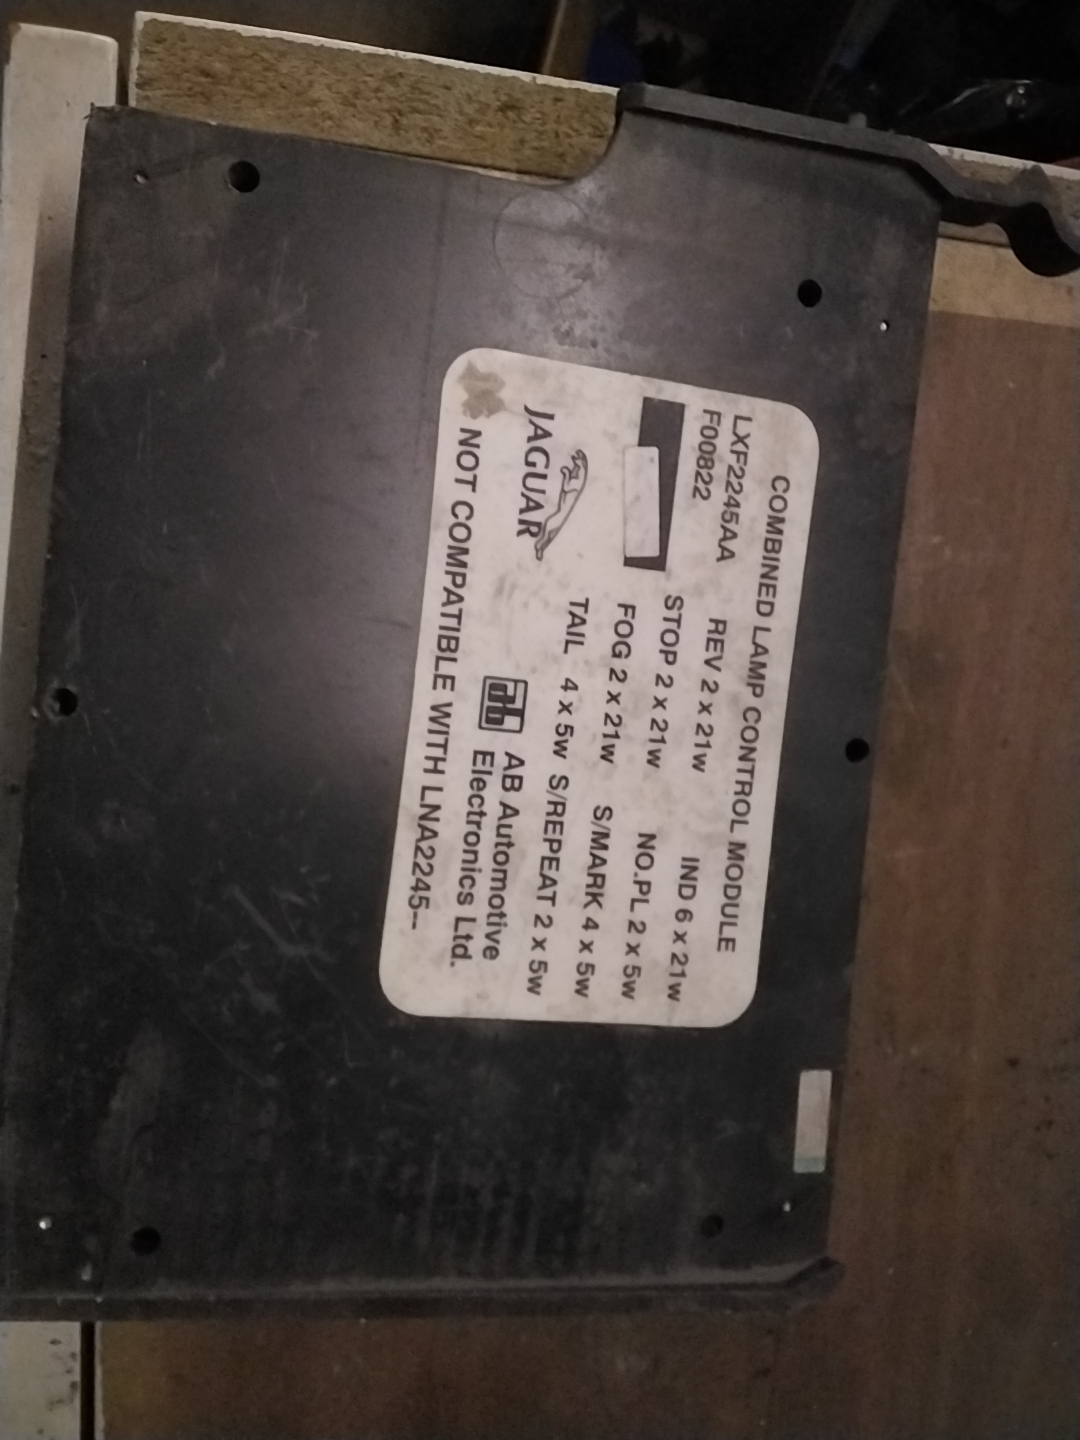 COMBINED LAMP CONTROL MODULE
LXF2245AA REV 2 x 21w IND 6 x 21w
F00822
STOP 2 x 21w NO.PL 2 x 5w
FOG 2 x 21w S/MARK 4 x 5w
TAIL 4 x 5w S/REPEAT 2 x 5w
JAGUAR
ab AB Automotive
Electronics Ltd.
NOT COMPATIBLE WITH LNA2245--